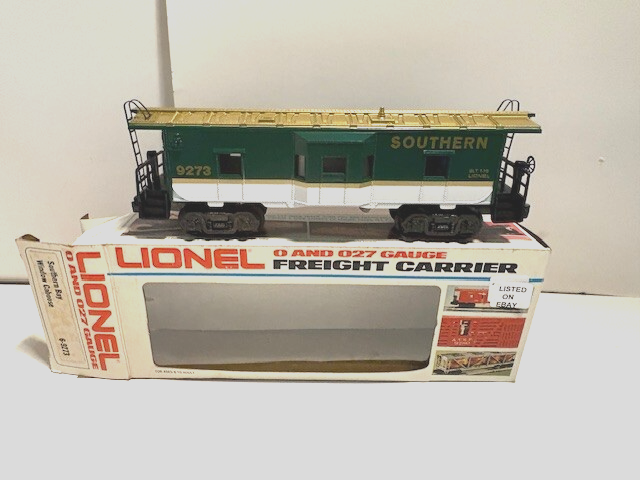 SOUTHERN
9273
LIONEL
LIONEL
O AND 027 GAUGE
FREIGHT CARRIER
LISTED
ON
EBAY
Southern Bay
Window Caboose
6-9273
LIONEL
O AND 027 GAUGE